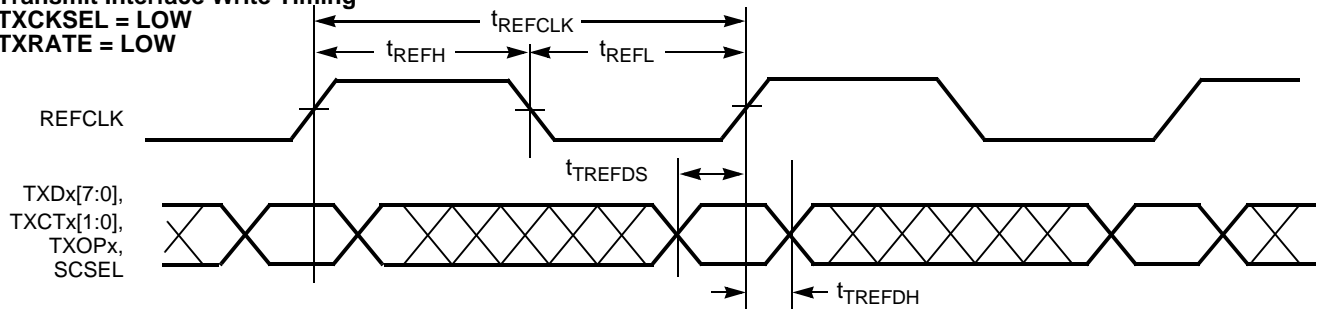 Transmit Interface Write Timing
TXCKSEL = LOW
TXRATE = LOW
tREFCLK
tREFH
tREFL
REFCLK
tTREFDS
TXDx[7:0],
TXCTx[1:0],
TXOPx,
SCSEL
tTREFDH